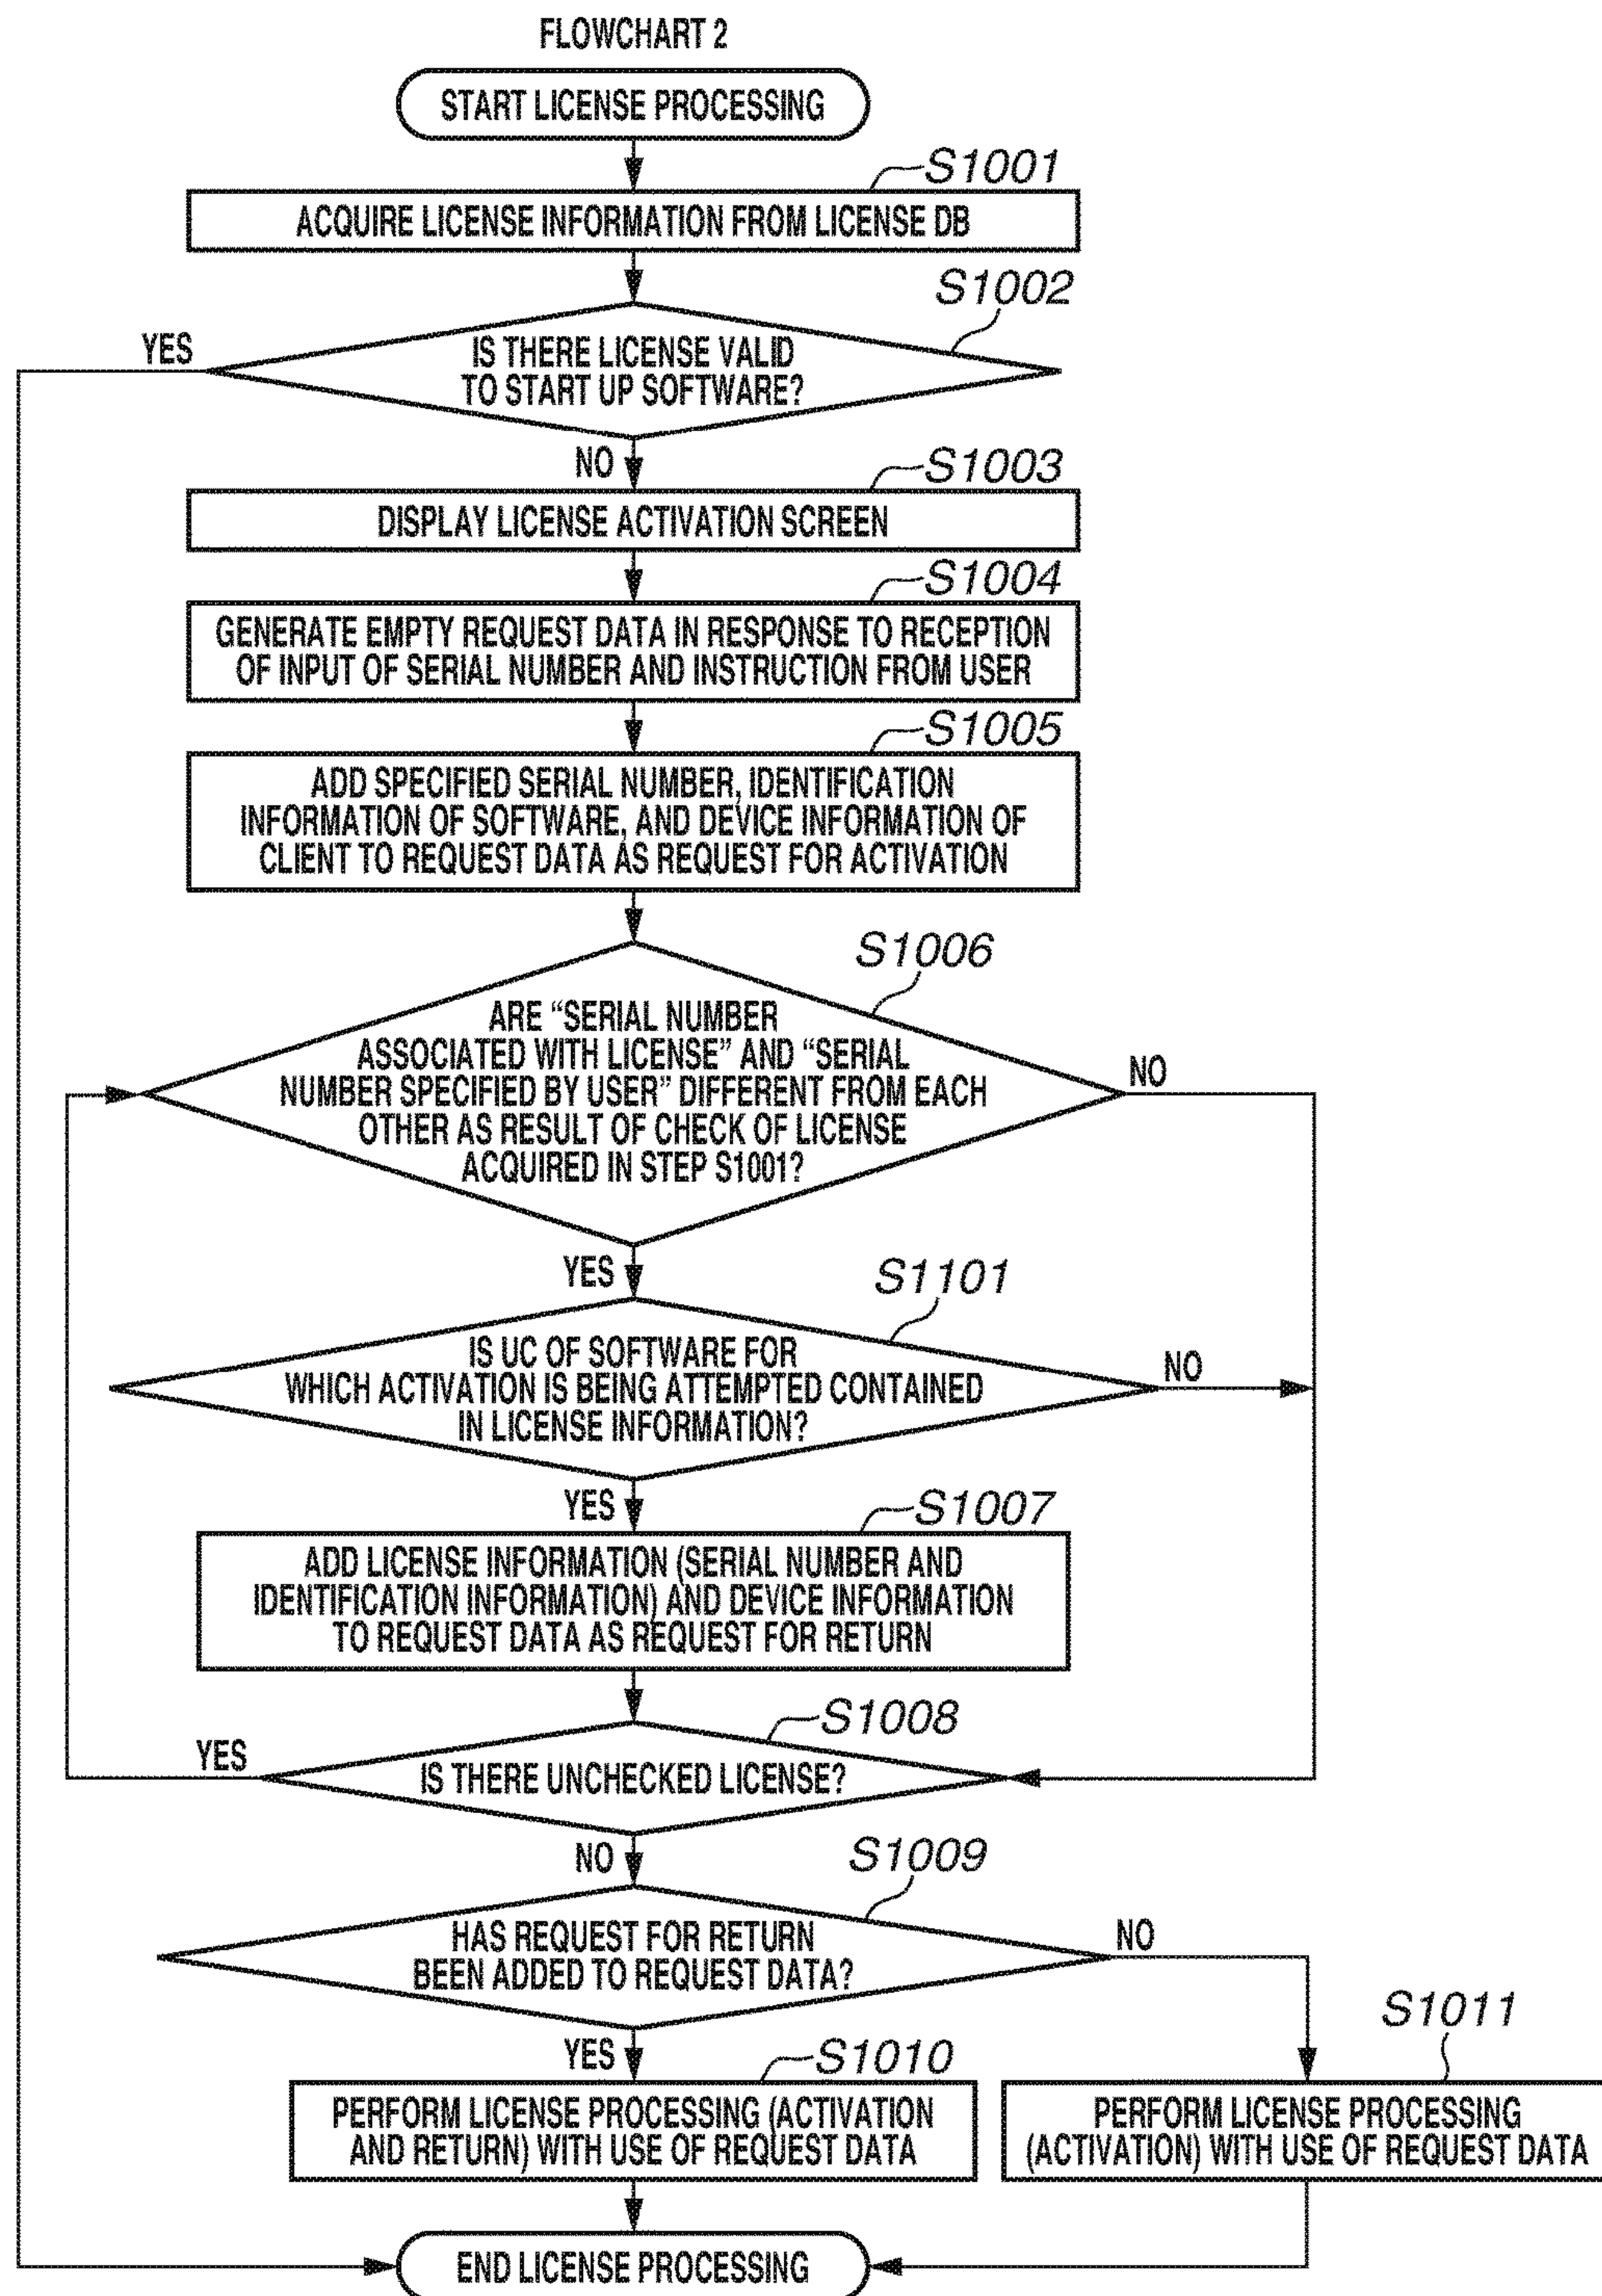 FLOWCHART 2
START LICENSE PROCESSING
S1001
ACQUIRE LICENSE INFORMATION FROM LICENSE DB
S1002
YES
IS THERE LICENSE VALID
TO START UP SOFTWARE?
NO
S1003
DISPLAY LICENSE ACTIVATION SCREEN
S1004
GENERATE EMPTY REQUEST DATA IN RESPONSE TO RECEPTION
OF INPUT OF SERIAL NUMBER AND INSTRUCTION FROM USER
S1005
ADD SPECIFIED SERIAL NUMBER, IDENTIFICATION
INFORMATION OF SOFTWARE, AND DEVICE INFORMATION OF
CLIENT TO REQUEST DATA AS REQUEST FOR ACTIVATION
S1006
ARE “SERIAL NUMBER
ASSOCIATED WITH LICENSE” AND “SERIAL
NUMBER SPECIFIED BY USER” DIFFERENT FROM EACH
OTHER AS RESULT OF CHECK OF LICENSE
ACQUIRED IN STEP S1001?
NO
YES
S1101
IS UC OF SOFTWARE FOR
WHICH ACTIVATION IS BEING ATTEMPTED CONTAINED
IN LICENSE INFORMATION?
NO
YES
S1007
ADD LICENSE INFORMATION (SERIAL NUMBER AND
IDENTIFICATION INFORMATION) AND DEVICE INFORMATION
TO REQUEST DATA AS REQUEST FOR RETURN
S1008
YES
IS THERE UNCHECKED LICENSE?
NO
S1009
HAS REQUEST FOR RETURN
BEEN ADDED TO REQUEST DATA?
NO
YES
S1010
PERFORM LICENSE PROCESSING (ACTIVATION
AND RETURN) WITH USE OF REQUEST DATA
S1011
PERFORM LICENSE PROCESSING
(ACTIVATION) WITH USE OF REQUEST DATA
END LICENSE PROCESSING